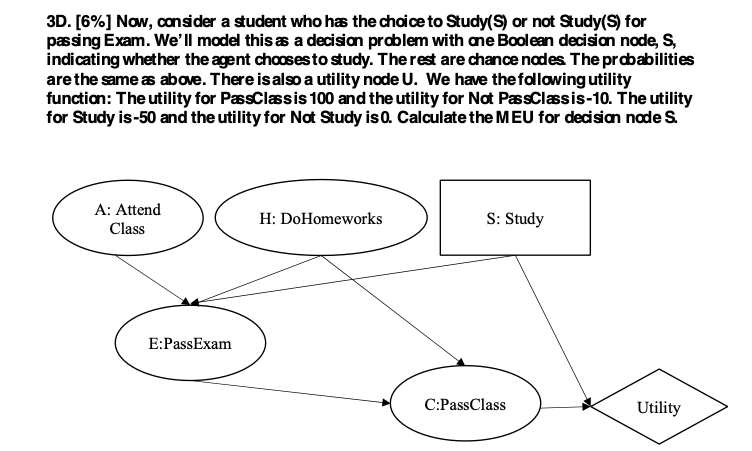 3D. [6%] Now, consider a student who has the choice to Study(S) or not Study(S) for
passing Exam. We'll model this as a decision problem with one Boolean decision node, S,
indicating whether the agent chooses to study. The rest are chance nodes. The probabilities
are the same as above. There is also a utility node U. We have the following utility
function: The utility for PassClass is 100 and the utility for Not PassClass is -10. The utility
for Study is -50 and the utility for Not Study is 0. Calculate the MEU for decision node S.
A: Attend
Class
H: DoHomeworks
S: Study
E:PassExam
C:PassClass
Utility